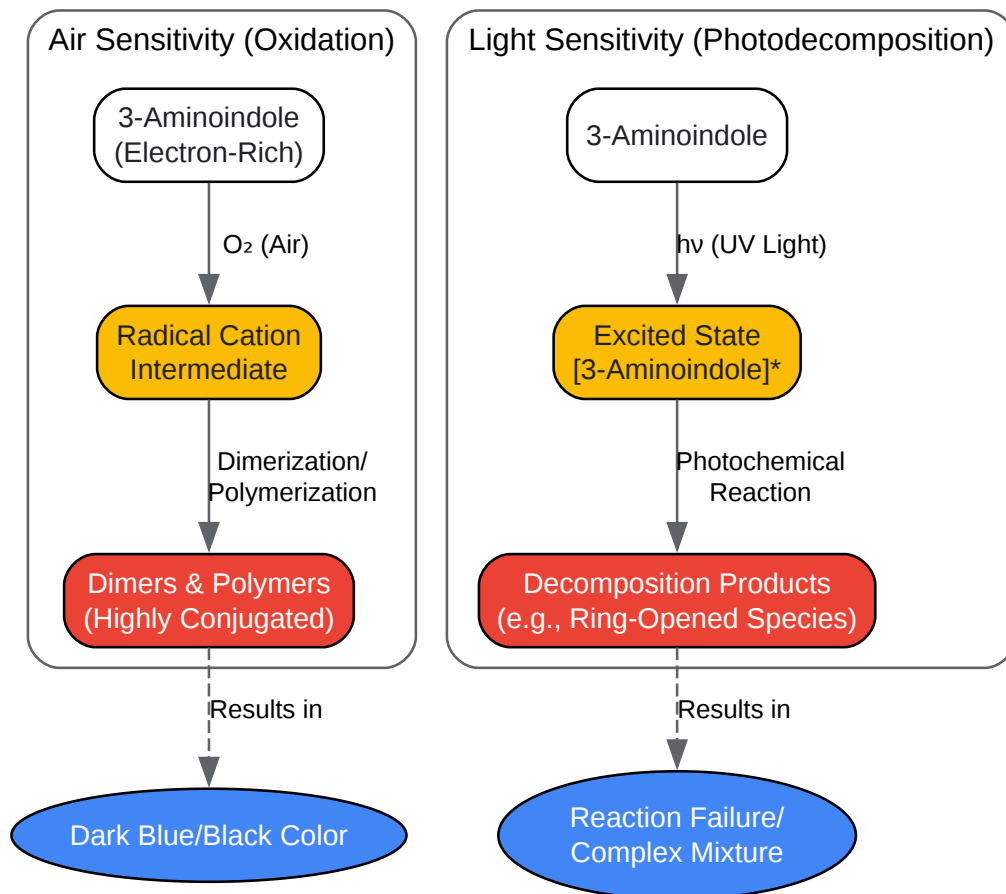 Air Sensitivity (Oxidation)
3-Aminoindole
(Electron-Rich)
O₂ (Air)
Radical Cation
Intermediate
Dimerization/
Polymerization
Dimers & Polymers
(Highly Conjugated)
Results in
Dark Blue/Black Color
Light Sensitivity (Photodecomposition)
3-Aminoindole
hν (UV Light)
Excited State
[3-Aminoindole]*
Photochemical
Reaction
Decomposition Products
(e.g., Ring-Opened Species)
Results in
Reaction Failure/
Complex Mixture